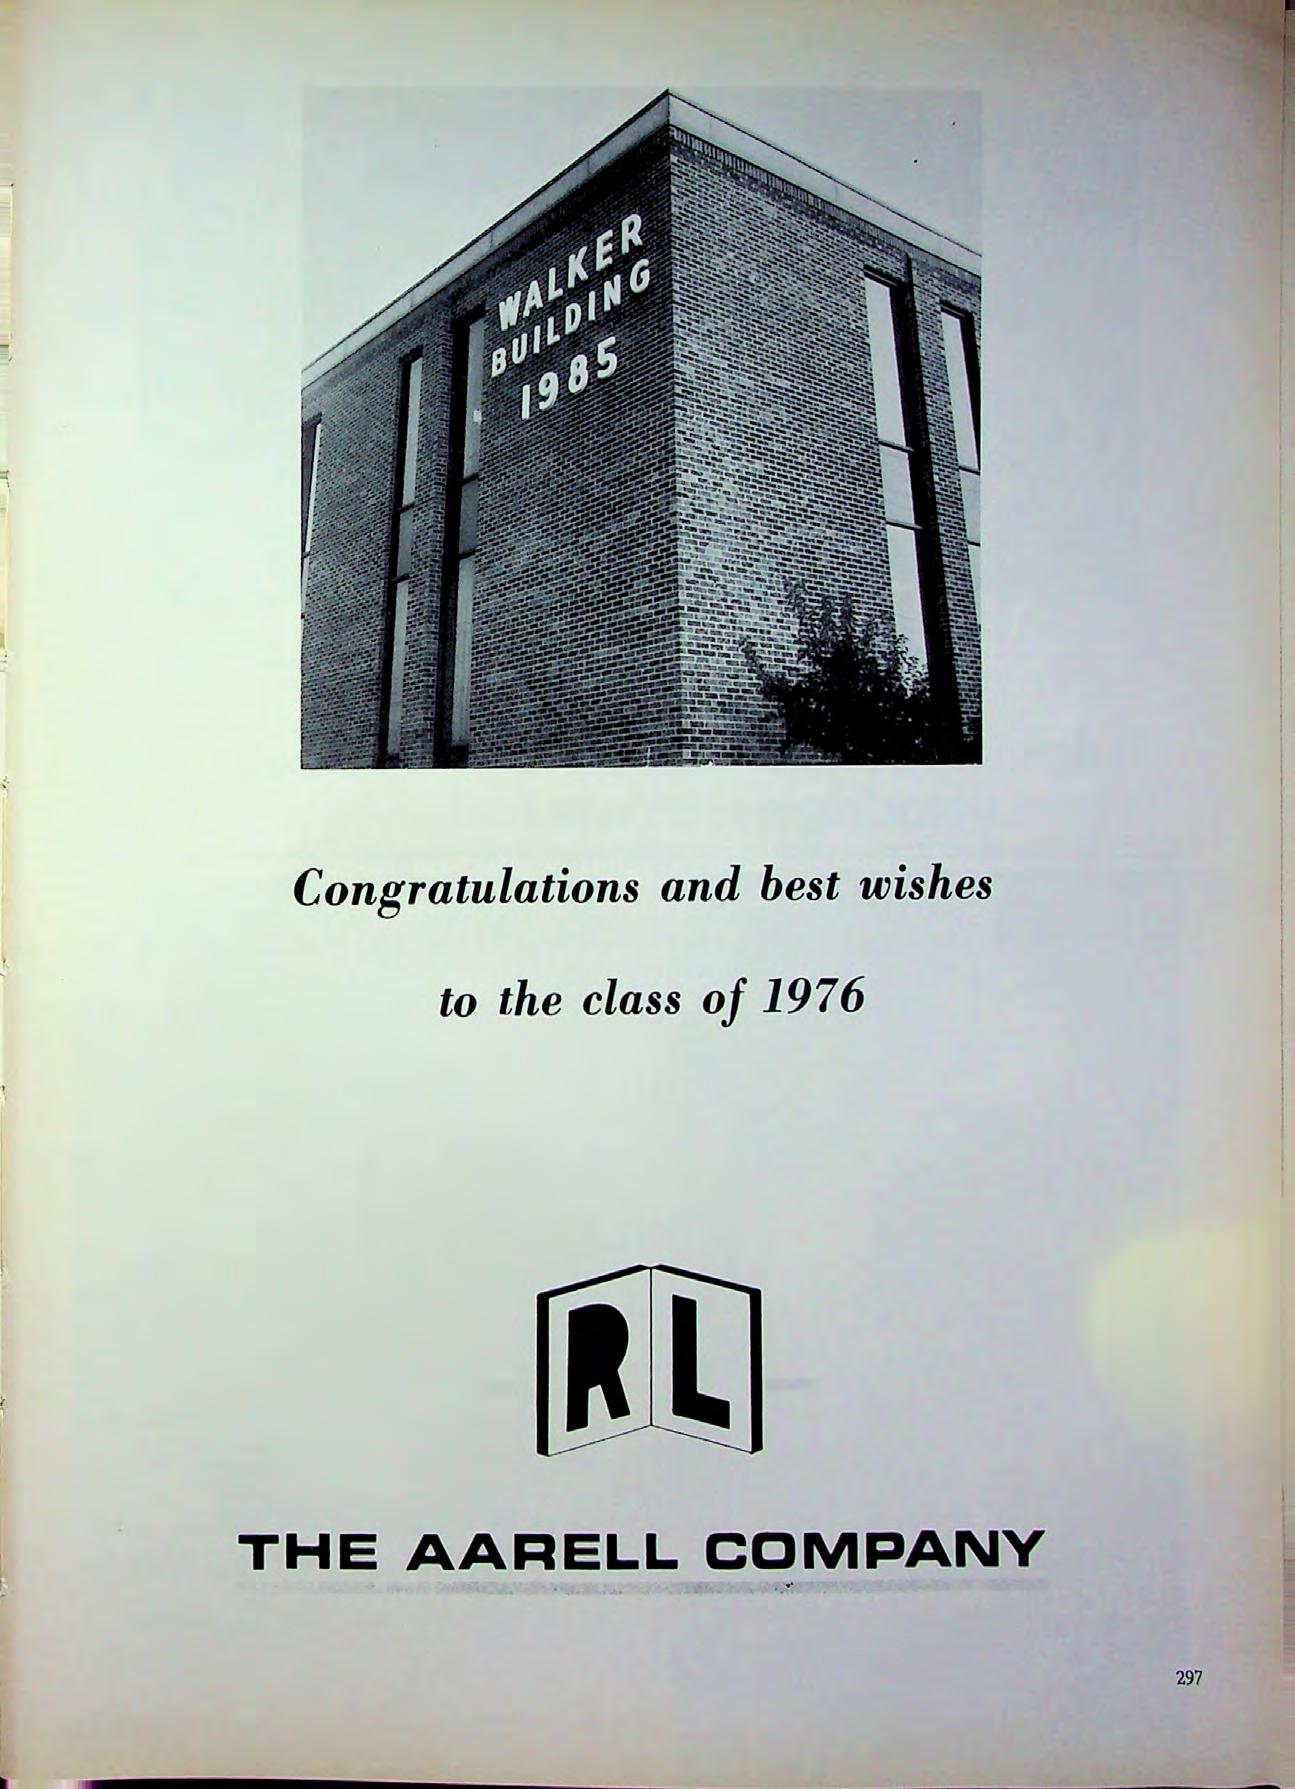 WALKER
BUILDING
1985
Congratulations and best wishes
to the class of 1976
RL
THE AARELL COMPANY
297